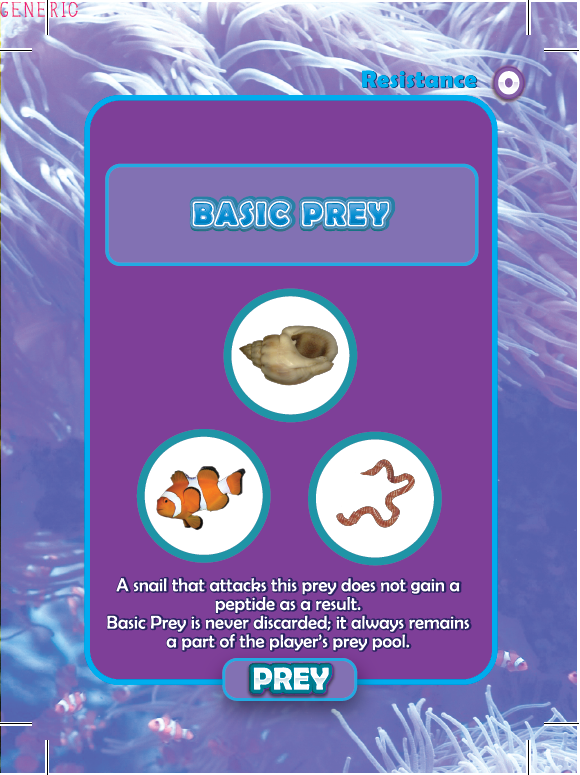 GENERIC
Resistance
BASIC PREY
A snail that attacks this prey does not gain a
peptide as a result.
Basic Prey is never discarded; it always remains
a part of the player's prey pool.
PREY